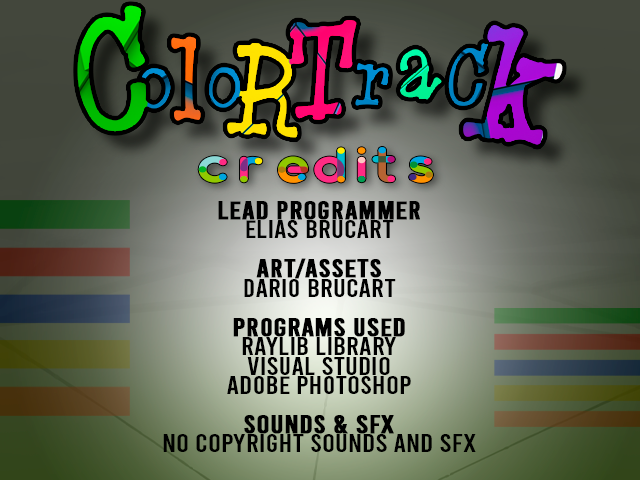 ColoRTracK
credits
LEAD PROGRAMMER
ELIAS BRUCART
ART/ASSETS
DARIO BRUCART
PROGRAMS USED
RAYLIB LIBRARY
VISUAL STUDIO
ADOBE PHOTOSHOP
SOUNDS & SFX
NO COPYRIGHT SOUNDS AND SFX